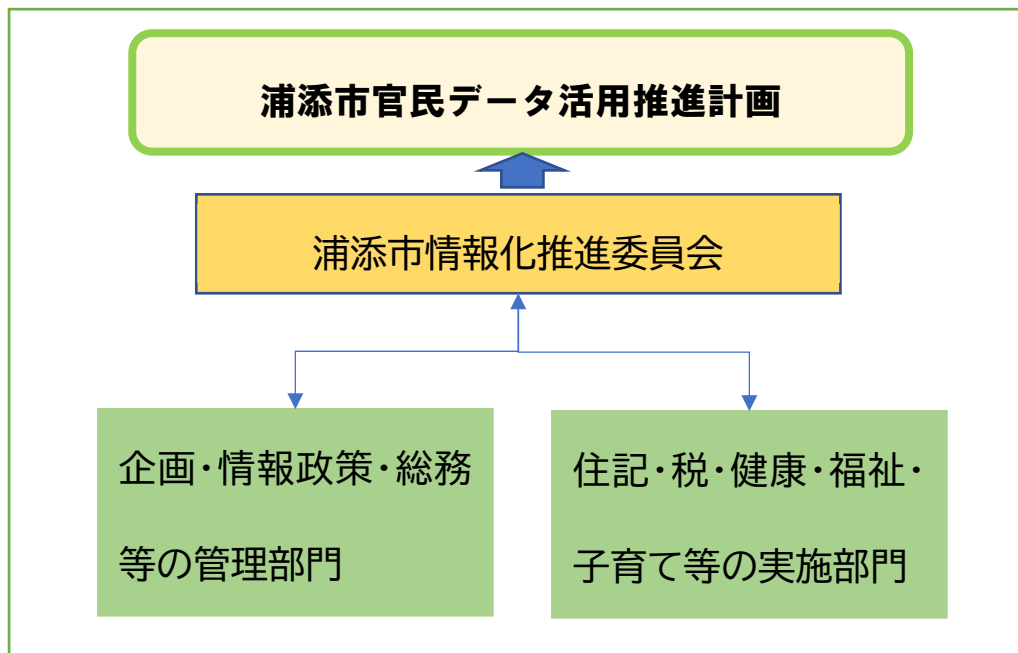 浦添市官民データ活用推進計画
浦添市情報化推進委員会
企画・情報政策・総務
等の管理部門
住記・税・健康・福祉・
子育て等の実施部門